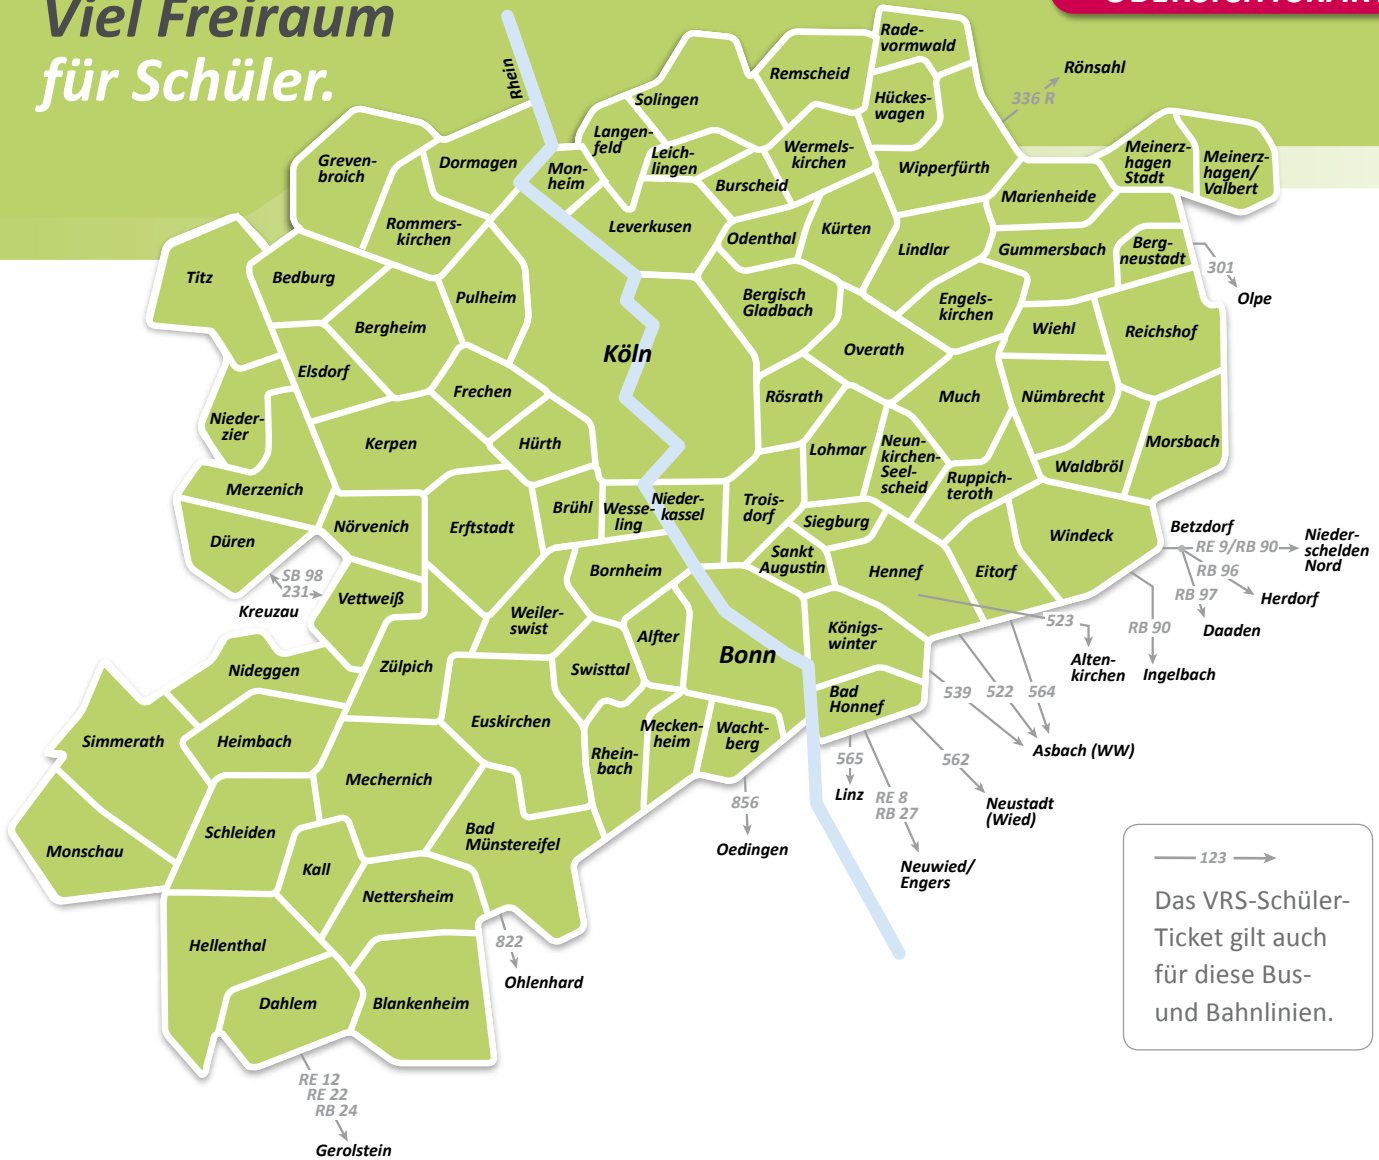 Viel Freiraum
für Schüler.
Rhein
Rade-
vormwald
Remscheid
Rönsahl
336 R
Solingen
Hückes-
wagen
Langen-
feld
Leich-
lingen
Wermels-
kirchen
Wipperfürth
Meinerz-
hagen
Stadt
Meinerz-
hagen/
Valbert
Greven-
broich
Dormagen
Mon-
heim
Burscheid
Marienheide
Rommers-
kirchen
Leverkusen
Odenthal
Kürten
Lindlar
Gummersbach
Berg-
neustadt
301
Olpe
Titz
Bedburg
Pulheim
Bergheim
Bergisch
Gladbach
Engels-
kirchen
Wiehl
Reichshof
Köln
Overath
Elsdorf
Frechen
Rösrath
Much
Nümbrecht
Nieder-
zier
Kerpen
Hürth
Lohmar
Neun-
kirchen-
Seel-
scheid
Morsbach
Waldbröl
Ruppich-
teroth
Merzenich
Nörvenich
Erftstadt
Brühl
Wesse-
ling
Nieder-
kassel
Trois-
dorf
Siegburg
Windeck
Düren
Sankt
Augustin
Hennef
Eitorf
Betzdorf
RE 9/RB 90
Nieder-
schelden
Nord
RB 96
Herdorf
RB 97
Daaden
RB 90
Ingelbach
SB 98
231
Kreuzau
Vettweiß
Bornheim
Weiler-
swist
Alfter
Bonn
Königs-
winter
523
Alten-
kirchen
Nideggen
Zülpich
Swisttal
Bad
Honnef
539
522
564
Asbach (WW)
Simmerath
Heimbach
Euskirchen
Mecken-
heim
Wacht-
berg
Rhein-
bach
Mechernich
565
Linz
562
Neustadt
(Wied)
RE 8
RB 27
Neuwied/
Engers
856
Oedingen
Monschau
Schleiden
Kall
Bad
Münstereifel
Nettersheim
Hellenthal
822
Ohlenhard
Dahlem
Blankenheim
RE 12
RE 22
RB 24
Gerolstein
123
Das VRS-Schüler-
Ticket gilt auch
für diese Bus-
und Bahnlinien.